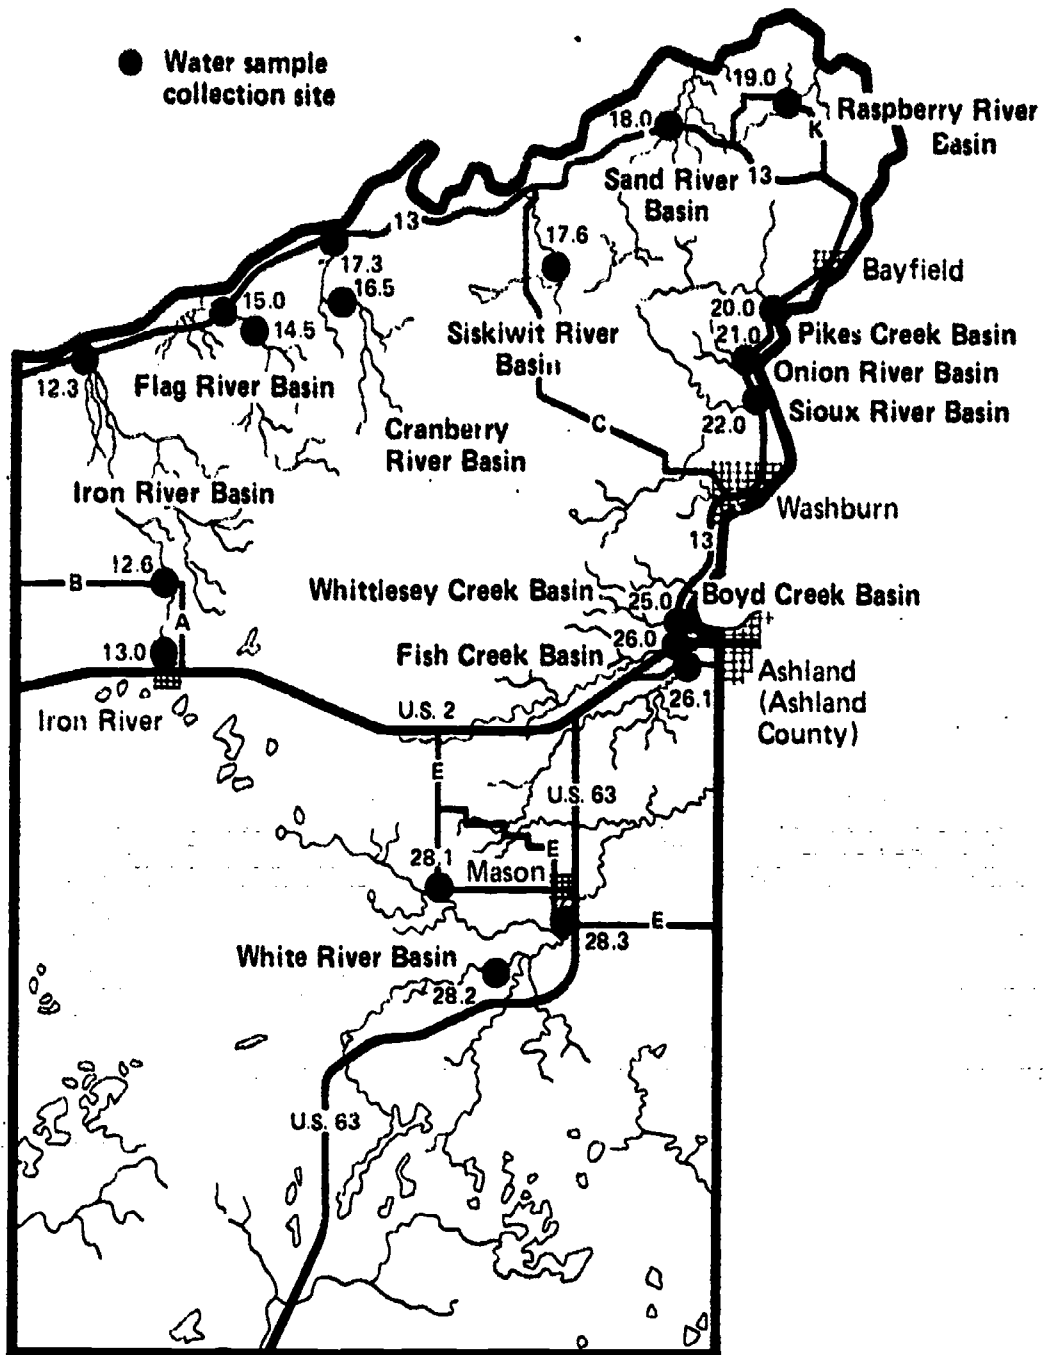 Water sample
collection site
19.0
Raspberry River
Easin
18.0
K
Sand River
Basin
13
13
17.6
Bayfield
17.3
16.5
15.0
14.5
20.0
21.0
Pikes Creek Basin
Siskiwit River
Basin
12.3
Flag River Basin
Onion River Basin
Sioux River Basin
22.0
C
Cranberry
River Basin
Iron River Basin
Washburn
13
12.6
B
A
Whittlesey Creek Basin
25.0
Boyd Creek Basin
26.0
13.0
Fish Creek Basin
26.1
Ashland
(Ashland
County)
Iron River
U.S. 2
E
U.S. 63
28.1
Mason
E
E
28.3
White River Basin
28.2
U.S. 63